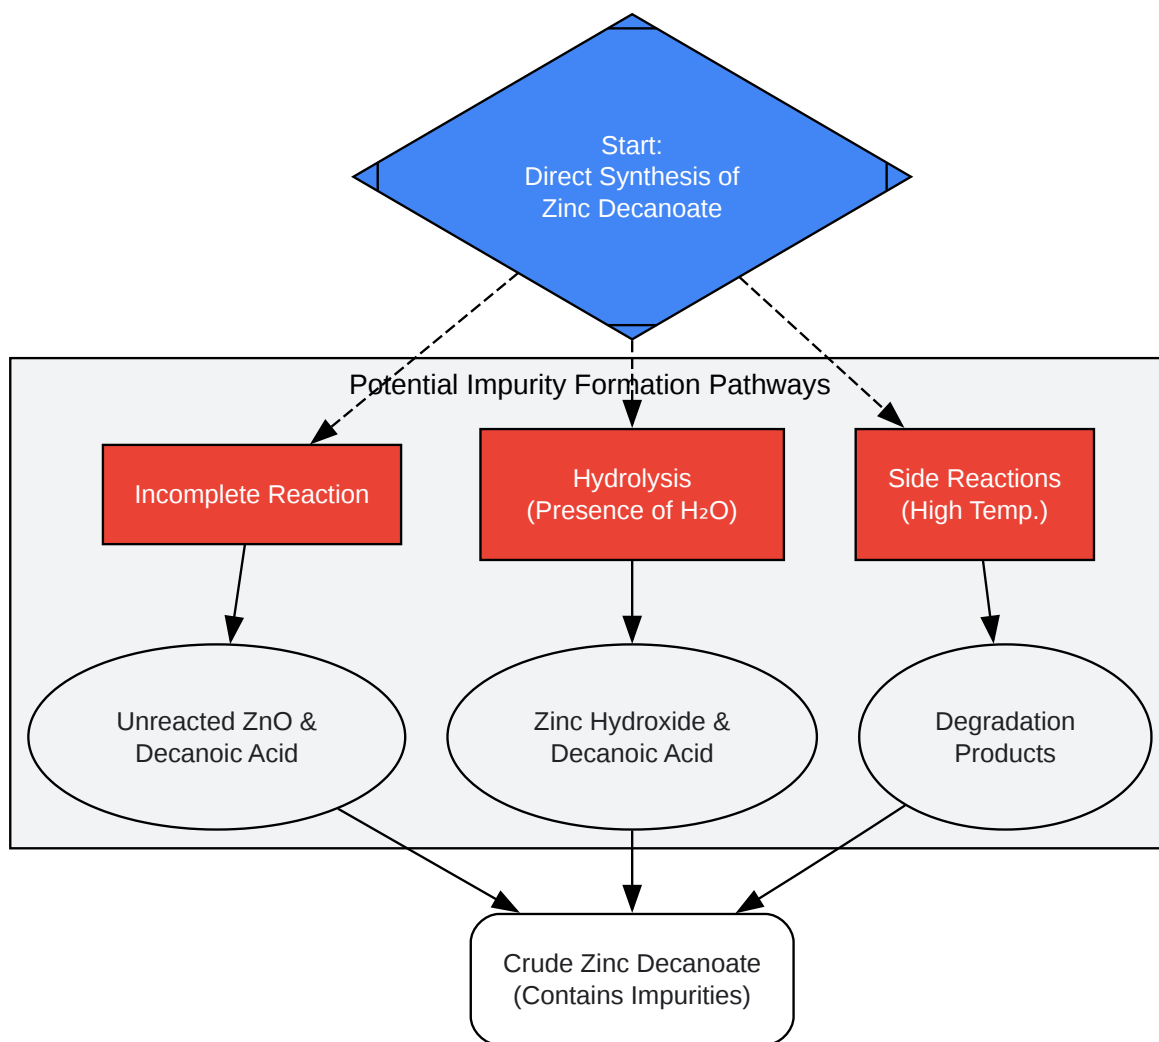 Start:
Direct Synthesis of
Zinc Decanoate
Potential Impurity Formation Pathways
Incomplete Reaction
Hydrolysis
(Presence of H₂O)
Side Reactions
(High Temp.)
Unreacted ZnO &
Decanoic Acid
Zinc Hydroxide &
Decanoic Acid
Degradation
Products
Crude Zinc Decanoate
(Contains Impurities)